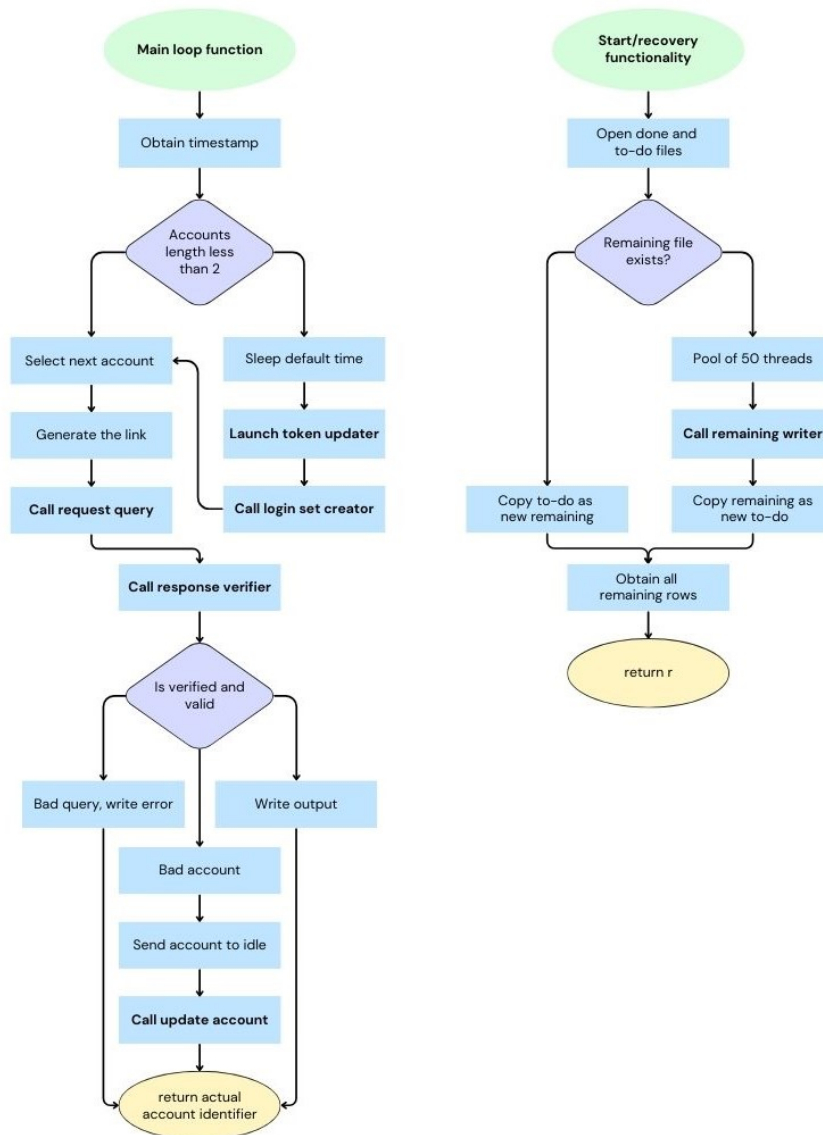 Main loop function
Obtain timestamp
Accounts
length less
than 2
Select next account
Sleep default time
Generate the link
Launch token updater
Call request query
Call login set creator
Call response verifier
Is verified and
valid
Bad query, write error
Write output
Bad account
Send account to idle
Call update account
return actual
account identifier
Start/recovery
functionality
Open done and
to-do files
Remaining file
exists?
Pool of 50 threads
Call remaining writer
Copy to-do as
new remaining
Copy remaining as
new to-do
Obtain all
remaining rows
return r